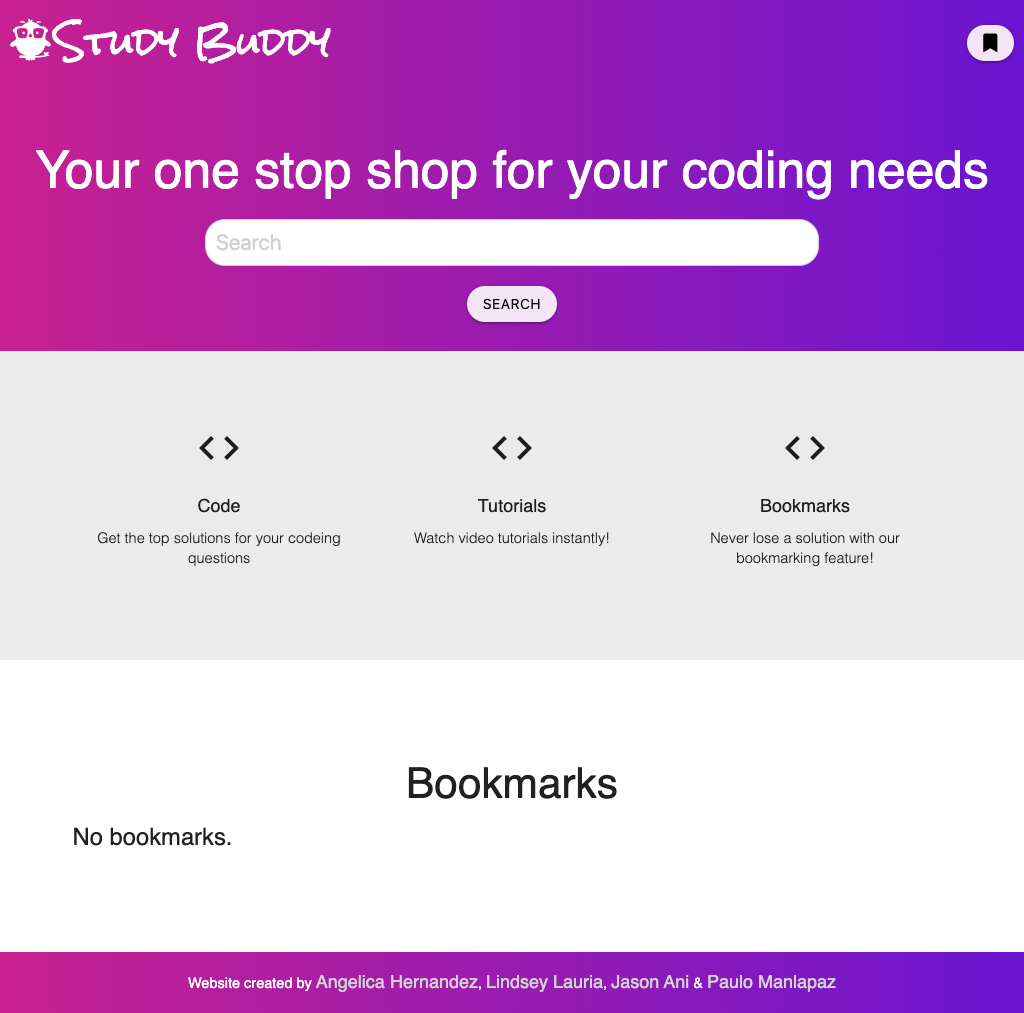 Study Buddy
Your one stop shop for your coding needs
Search
SEARCH
Code
Get the top solutions for your codeing
questions
Tutorials
Watch video tutorials instantly!
Bookmarks
Never lose a solution with our
bookmarking feature!
Bookmarks
No bookmarks.
Website created by Angelica Hernandez, Lindsey Lauria, Jason Ani & Paulo Manlapaz